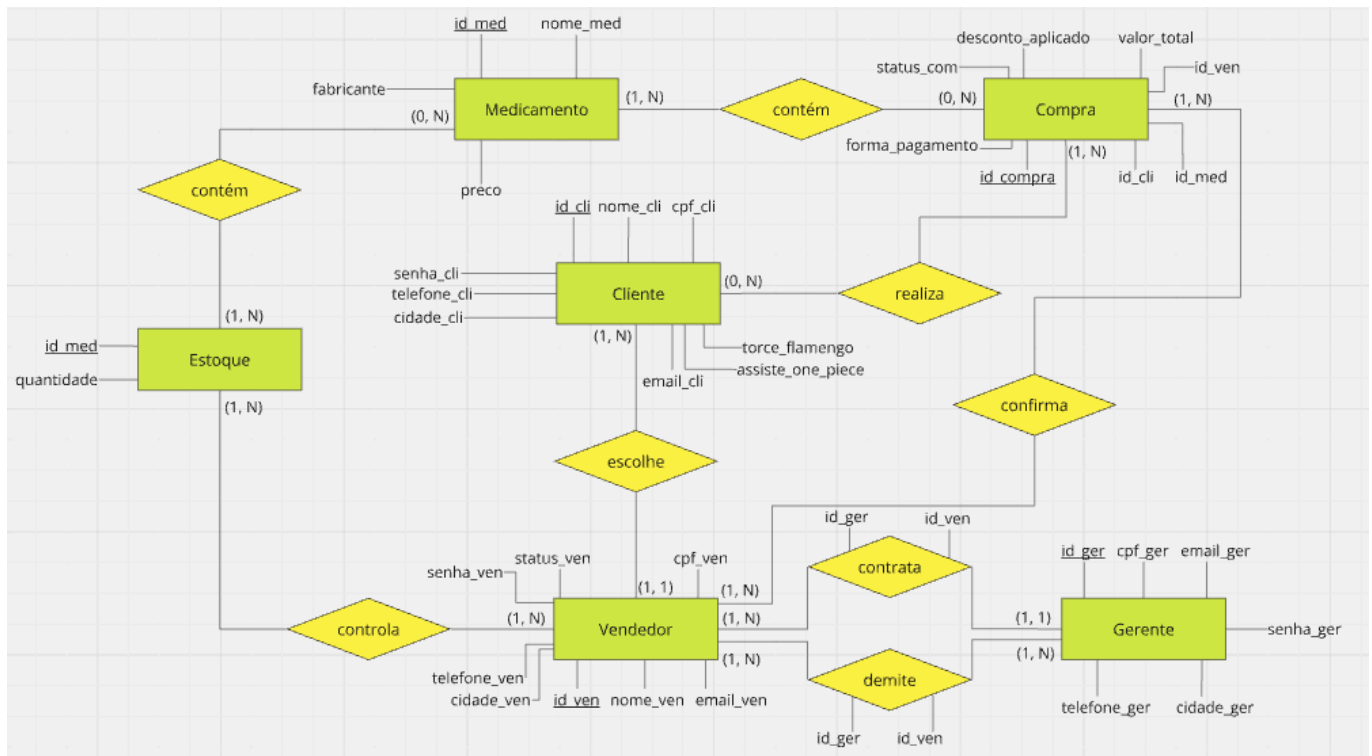 id_med
nome_med
fabricante
(0, N)
Medicamento
(1, N)
preco
contém
desconto_aplicado
valor_total
status_com
id_ven
(0, N)
Compra
(1, N)
forma_pagamento
(1, N)
id_compra
id_cli
id_med
contém
(1, N)
id_cli
nome_cli
cpf_cli
senha_cli
telefone_cli
cidade_cli
Cliente
(0, N)
realiza
(1, N)
torce_flamengo
assiste_one_piece
email_cli
id_med
quantidade
Estoque
(1, N)
confirma
escolhe
id_ger
id_ven
contrata
status_ven
cpf_ven
senha_ven
(1, 1)
(1, N)
controla
(1, N)
Vendedor
(1, N)
(1, N)
telefone_ven
cidade_ven
id_ven
nome_ven
email_ven
demite
id_ger
id_ven
id_ger
cpf_ger
email_ger
(1, 1)
Gerente
senha_ger
(1, N)
telefone_ger
cidade_ger